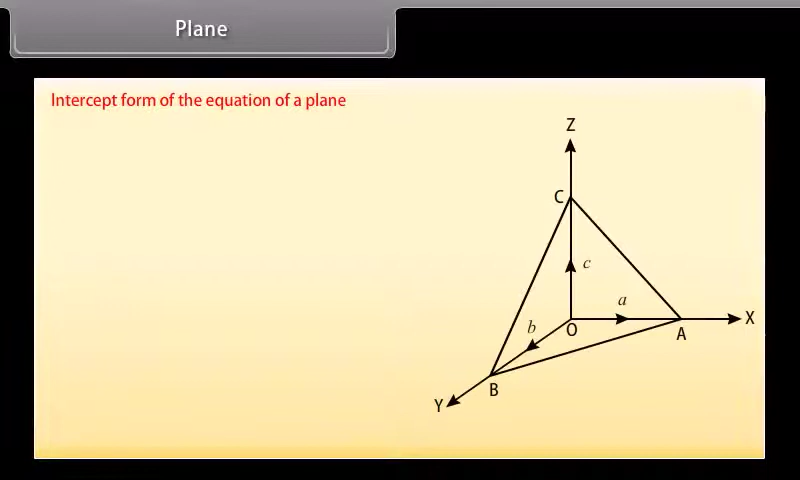 Plane
Intercept form of the equation of a plane
Z
C
c
a
b
O
A
X
B
Y